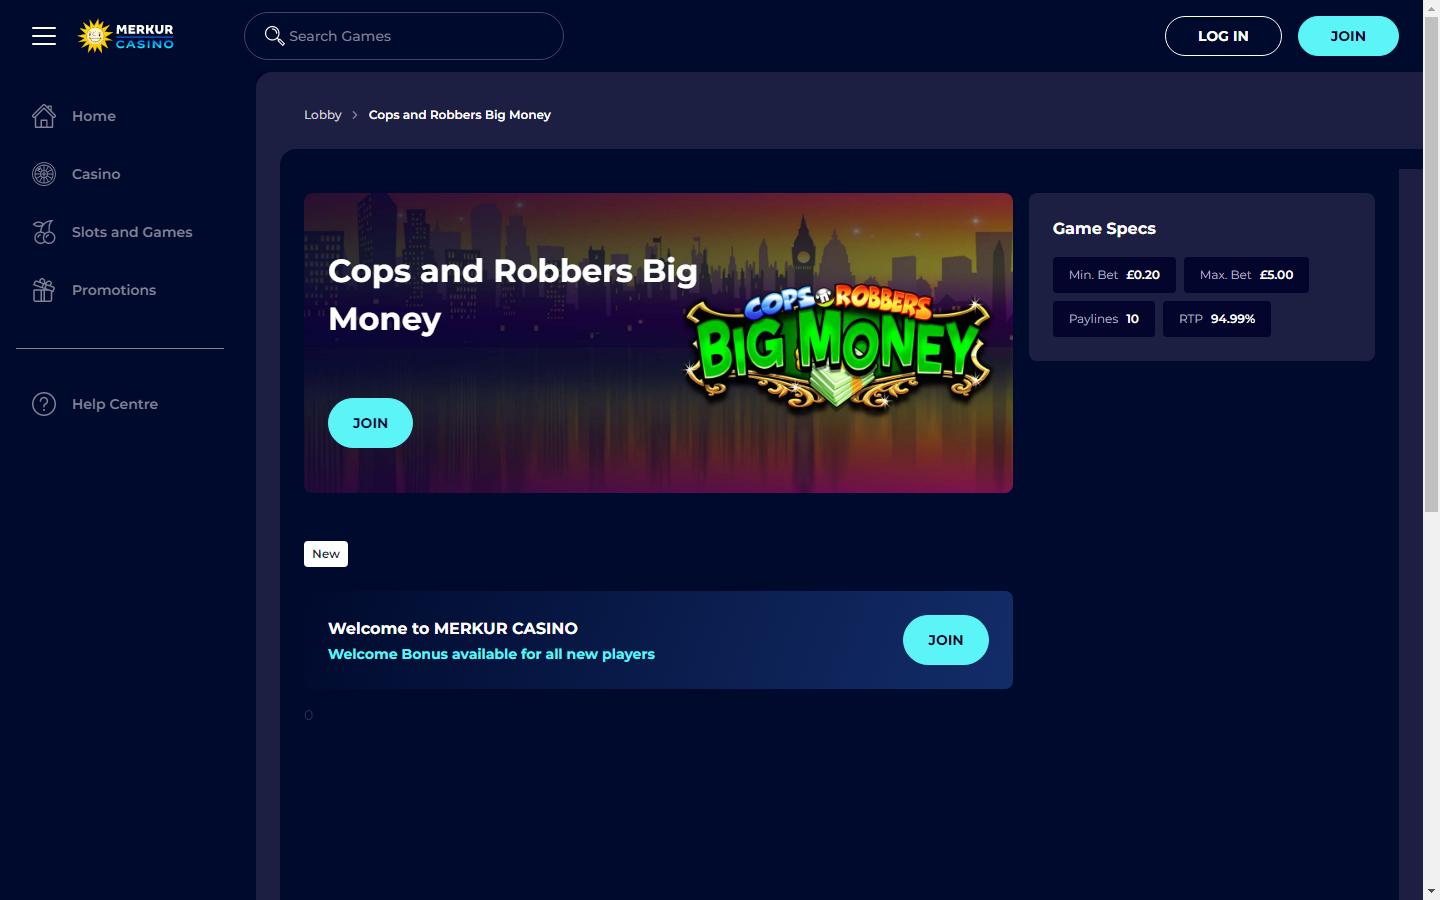 MERKUR
CASINO
Search Games
LOG IN
JOIN
Home
Casino
Slots and Games
Promotions
Help Centre
Lobby
Cops and Robbers Big Money
Cops and Robbers Big
Money
JOIN
COPS n ROBBERS
BIG MONEY
Game Specs
Min. Bet £0.20
Max. Bet £5.00
Paylines 10
RTP 94.99%
New
Welcome to MERKUR CASINO
Welcome Bonus available for all new players
JOIN
0